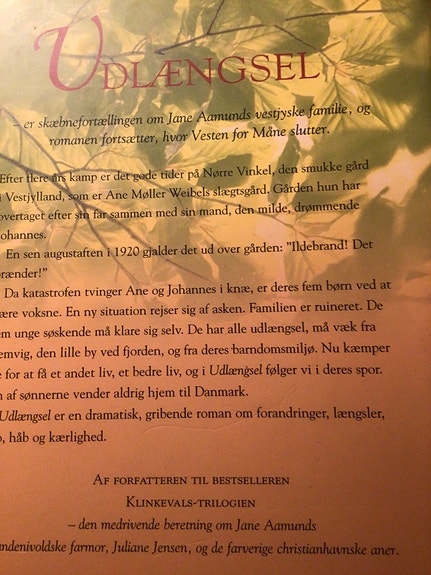 UDLÆNGSEL
– er skæbnefortællingen om Jane Aamunds vestjyske familie, og
romanen fortsætter, hvor Vesten for Måne slutter.
Efter flere års kamp er det gode tider på Nørre Vinkel, den smukke gård
i Vestjylland, som er Ane Møller Weibels slægtsgård. Gården hun har
overtaget efter sin far sammen med sin mand, den milde, drømmende
Johannes.
En sen augustaften i 1920 gjalder det ud over gården: ”Ildebrand! Det
brænder!”
Da katastrofen tvinger Ane og Johannes i knæ, er deres fem børn ved at
være voksne. En ny situation rejser sig af asken. Familien er ruineret. De
em unge søskende må klare sig selv. De har alle udlængsel, må væk fra
emvig, den lille by ved fjorden, og fra deres barndomsmiljø. Nu kæmper
e for at få et andet liv, et bedre liv, og i Udlængsel følger vi i deres spor.
n af sønnerne vender aldrig hjem til Danmark.
Udlængsel er en dramatisk, gribende roman om forandringer, længsler,
o, håb og kærlighed.
AF FORFATTEREN TIL BESTSELLEREN
KLINKEVALS-TRILOGIEN
– den medrivende beretning om Jane Aamunds
ndenivoldske farmor, Juliane Jensen, og de farverige christianhavnske aner.